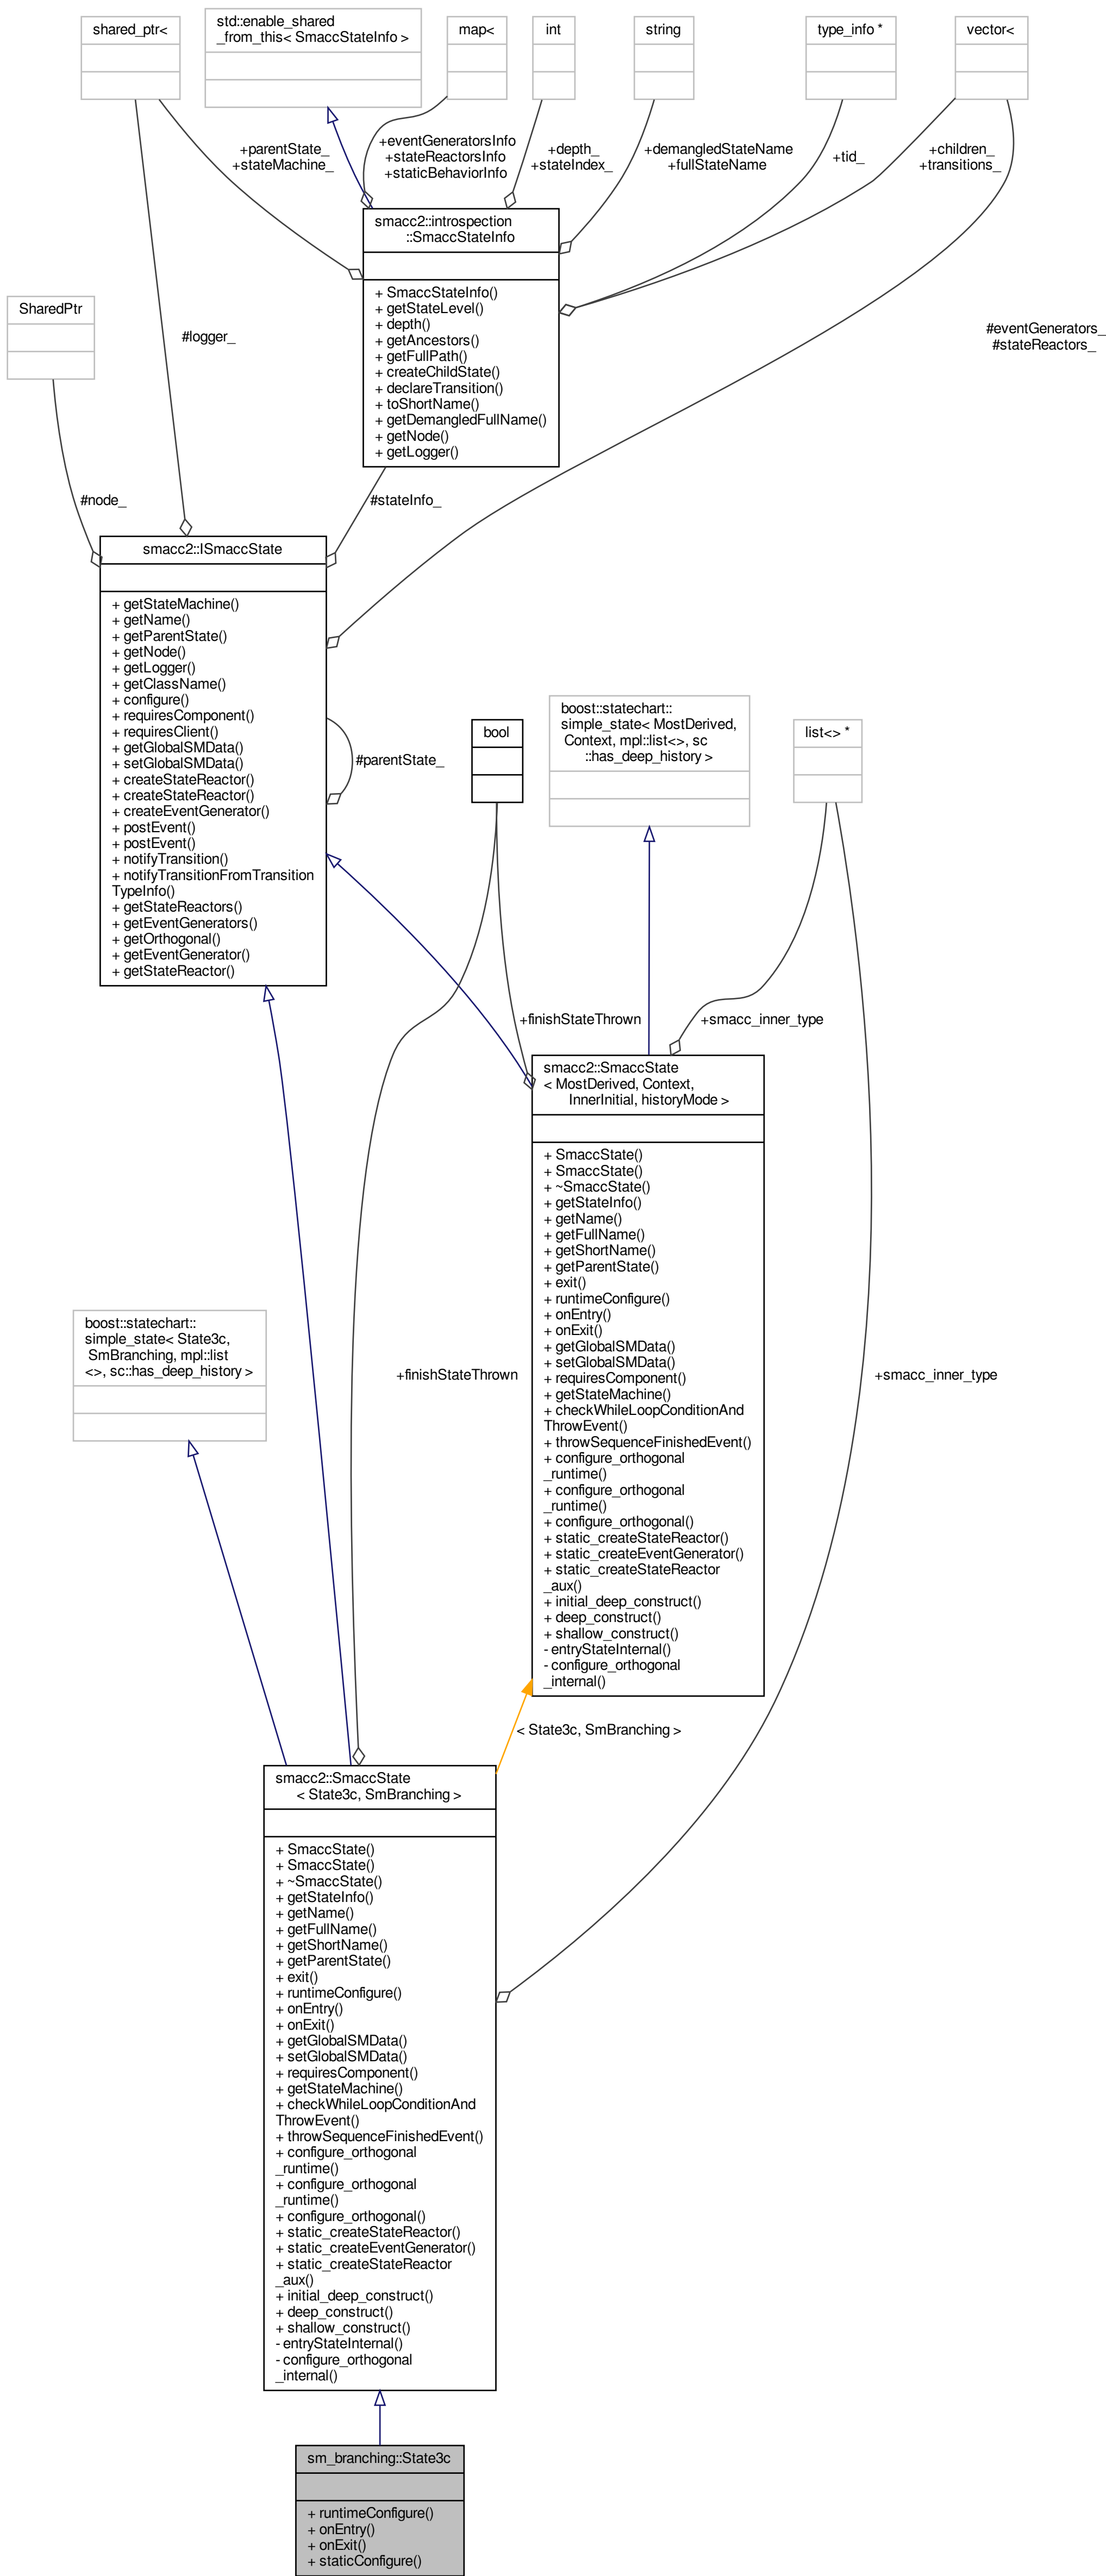 shared_ptr<
std::enable_shared
_from_this< SmaccStateInfo >
map<
int
string
type_info *
vector<
+parentState_
+stateMachine_
+eventGeneratorsInfo
+stateReactorsInfo
+staticBehaviorInfo
+depth_
+stateIndex_
+demangledStateName
+fullStateName
+tid_
+children_
+transitions_
smacc2::introspection
::SmaccStateInfo
+ SmaccStateInfo()
+ getStateLevel()
+ depth()
+ getAncestors()
+ getFullPath()
+ createChildState()
+ declareTransition()
+ toShortName()
+ getDemangledFullName()
+ getNode()
+ getLogger()
SharedPtr
#logger_
#eventGenerators_
#stateReactors_
#node_
#stateInfo_
smacc2::ISmaccState
+ getStateMachine()
+ getName()
+ getParentState()
+ getNode()
+ getLogger()
+ getClassName()
+ configure()
+ requiresComponent()
+ requiresClient()
+ getGlobalSMData()
+ setGlobalSMData()
+ createStateReactor()
+ createStateReactor()
+ createEventGenerator()
+ postEvent()
+ postEvent()
+ notifyTransition()
+ notifyTransitionFromTransition
TypeInfo()
+ getStateReactors()
+ getEventGenerators()
+ getOrthogonal()
+ getEventGenerator()
+ getStateReactor()
#parentState_
bool
boost::statechart::
simple_state< MostDerived,
Context, mpl::list<>, sc
::has_deep_history >
list<> *
+finishStateThrown
+smacc_inner_type
smacc2::SmaccState
< MostDerived, Context,
InnerInitial, historyMode >
+ SmaccState()
+ SmaccState()
+ ~SmaccState()
+ getStateInfo()
+ getName()
+ getFullName()
+ getShortName()
+ getParentState()
+ exit()
+ runtimeConfigure()
+ onEntry()
+ onExit()
+ getGlobalSMData()
+ setGlobalSMData()
+ requiresComponent()
+ getStateMachine()
+ checkWhileLoopConditionAnd
ThrowEvent()
+ throwSequenceFinishedEvent()
+ configure_orthogonal
_runtime()
+ configure_orthogonal
_runtime()
+ configure_orthogonal()
+ static_createStateReactor()
+ static_createEventGenerator()
+ static_createStateReactor
_aux()
+ initial_deep_construct()
+ deep_construct()
+ shallow_construct()
- entryStateInternal()
- configure_orthogonal
_internal()
boost::statechart::
simple_state< State3c,
SmBranching, mpl::list
<>, sc::has_deep_history >
+finishStateThrown
+smacc_inner_type
< State3c, SmBranching >
smacc2::SmaccState
< State3c, SmBranching >
+ SmaccState()
+ SmaccState()
+ ~SmaccState()
+ getStateInfo()
+ getName()
+ getFullName()
+ getShortName()
+ getParentState()
+ exit()
+ runtimeConfigure()
+ onEntry()
+ onExit()
+ getGlobalSMData()
+ setGlobalSMData()
+ requiresComponent()
+ getStateMachine()
+ checkWhileLoopConditionAnd
ThrowEvent()
+ throwSequenceFinishedEvent()
+ configure_orthogonal
_runtime()
+ configure_orthogonal
_runtime()
+ configure_orthogonal()
+ static_createStateReactor()
+ static_createEventGenerator()
+ static_createStateReactor
_aux()
+ initial_deep_construct()
+ deep_construct()
+ shallow_construct()
- entryStateInternal()
- configure_orthogonal
_internal()
sm_branching::State3c
+ runtimeConfigure()
+ onEntry()
+ onExit()
+ staticConfigure()